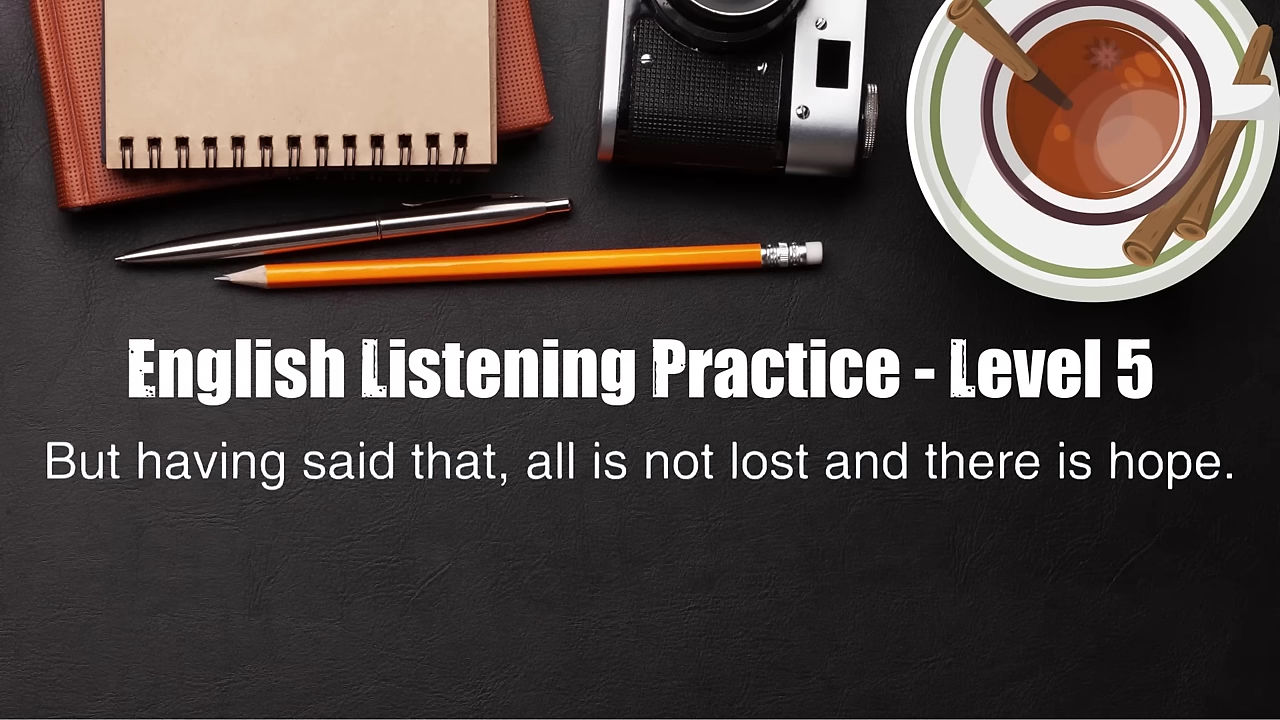 English Listening Practice - Level 5
But having said that, all is not lost and there is hope.